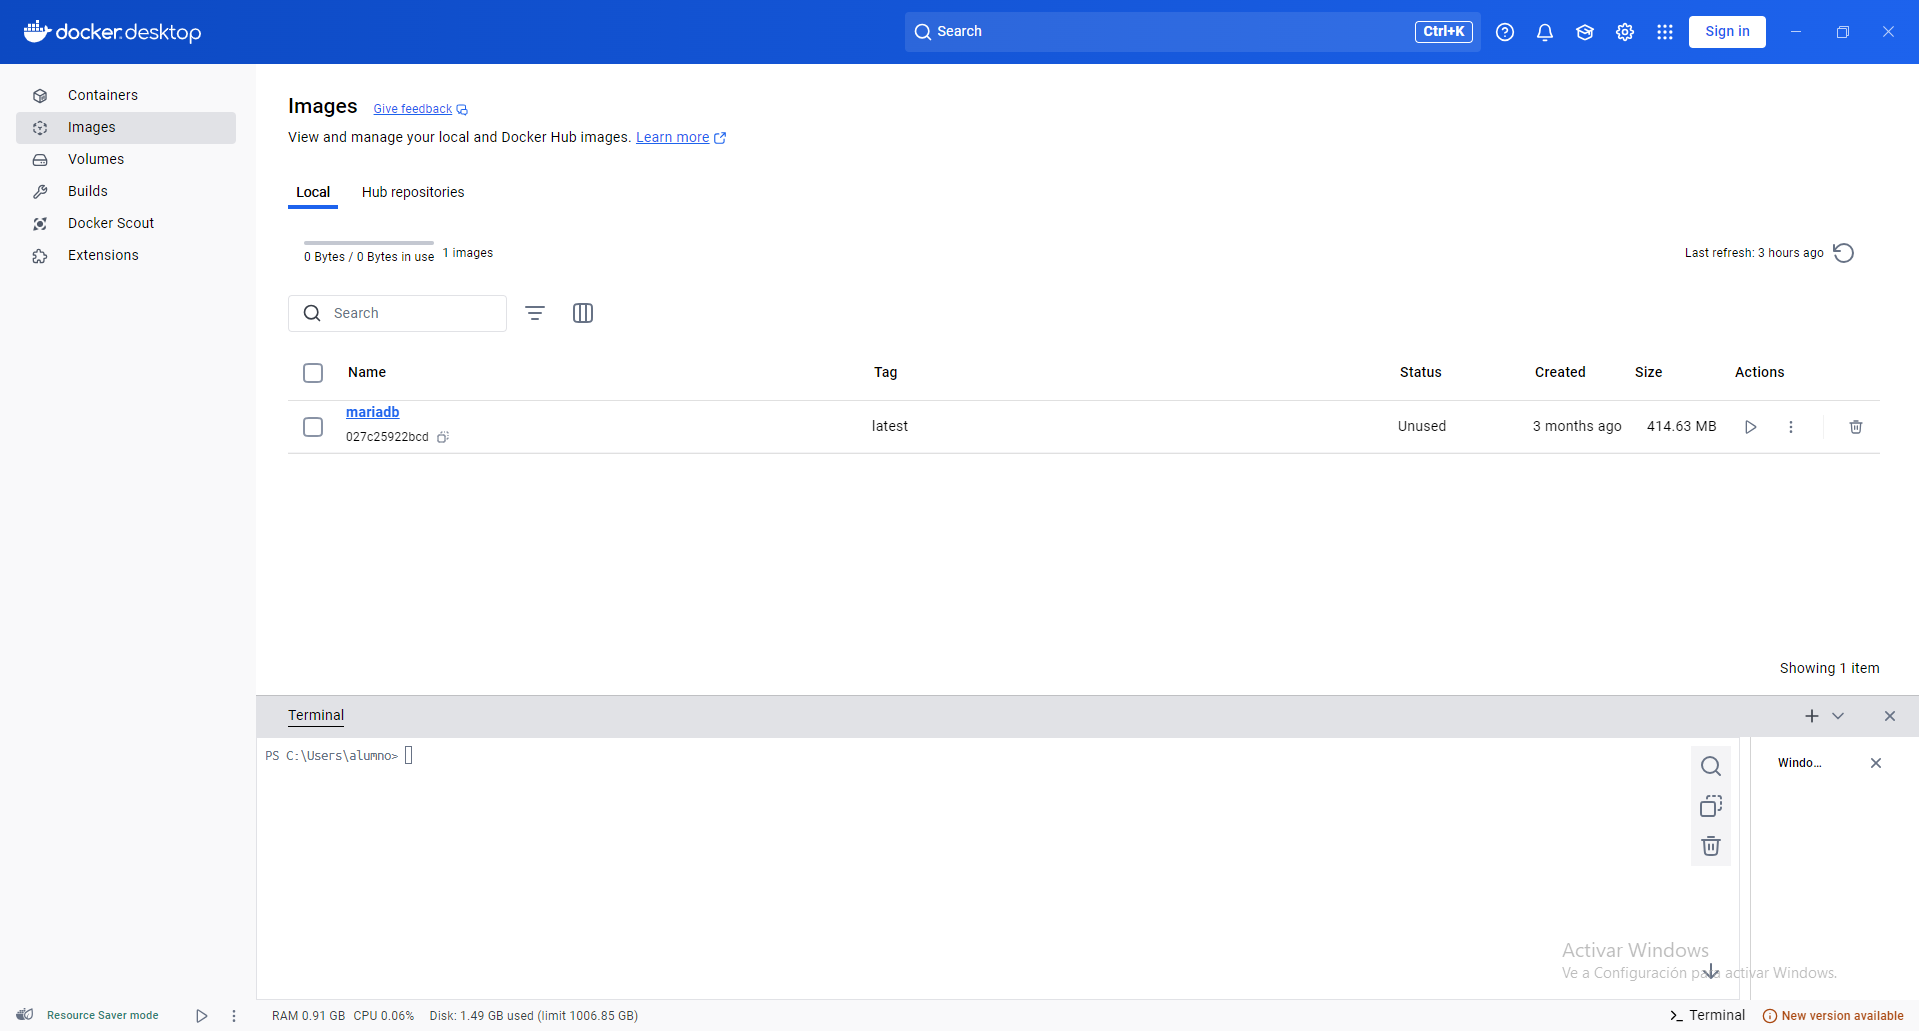 docker.desktop
Search
Ctrl+K
Sign in
Containers
Images
Volumes
Builds
Docker Scout
Extensions
Images
Give feedback
View and manage your local and Docker Hub images. Learn more
Local
Hub repositories
0 Bytes / 0 Bytes in use
1 images
Last refresh: 3 hours ago
Search
Name
Tag
Status
Created
Size
Actions
mariadb
027c25922bcd
latest
Unused
3 months ago
414.63 MB
Showing 1 item
Terminal
PS C:\Users\alumno>
Windo...
Activar Windows
Ve a Configuración para activar Windows.
Resource Saver mode
RAM 0.91 GB CPU 0.06% Disk: 1.49 GB used (limit 1006.85 GB)
Terminal
New version available